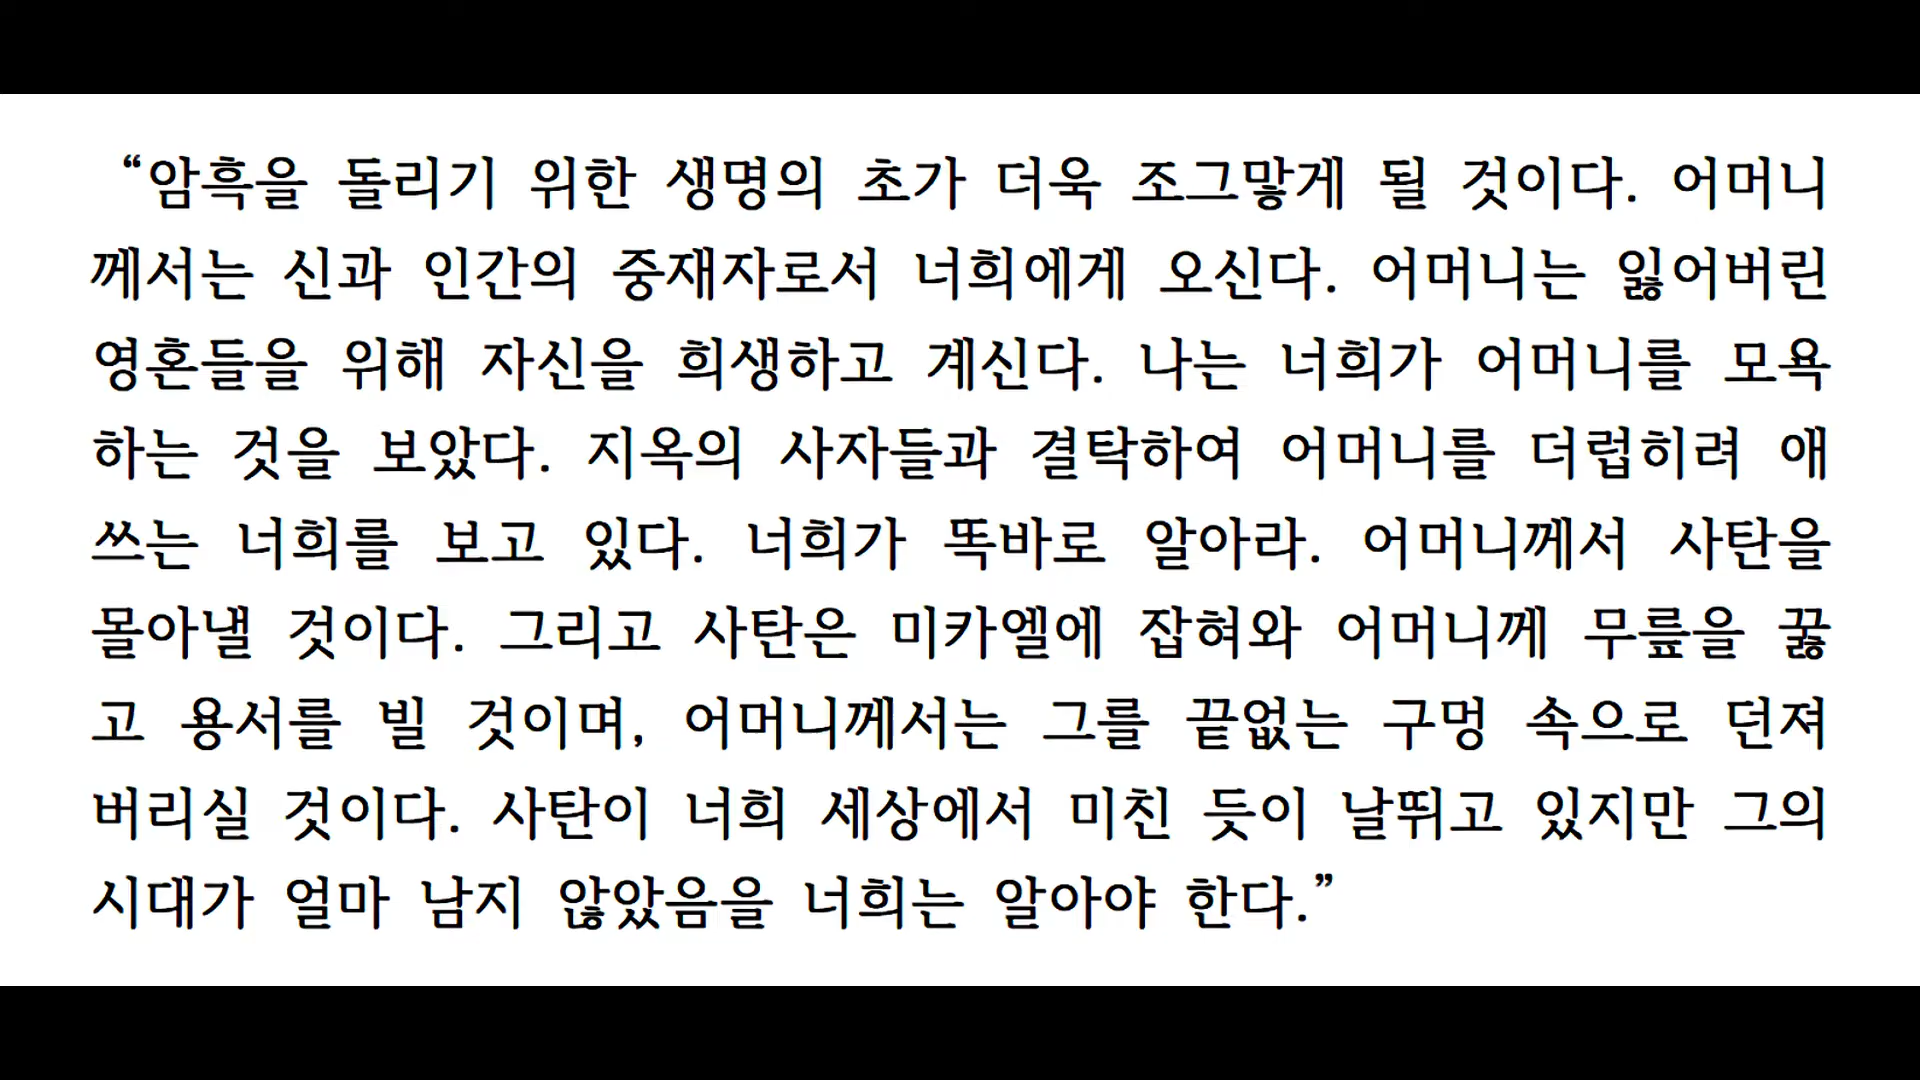 “암흑을 돌리기 위한 생명의 초가 더욱 조그맣게 될 것이다. 어머니
께서는 신과 인간의 중재자로서 너희에게 오신다. 어머니는 잃어버린
영혼들을 위해 자신을 희생하고 계신다. 나는 너희가 어머니를 모욕
하는 것을 보았다. 지옥의 사자들과 결탁하여 어머니를 더럽히려 애
쓰는 너희를 보고 있다. 너희가 똑바로 알아라. 어머니께서 사탄을
몰아낼 것이다. 그리고 사탄은 미카엘에 잡혀와 어머니께 무릎을 꿇
고 용서를 빌 것이며, 어머니께서는 그를 끝없는 구멍 속으로 던져
버리실 것이다. 사탄이 너희 세상에서 미친 듯이 날뛰고 있지만 그의
시대가 얼마 남지 않았음을 너희는 알아야 한다.”